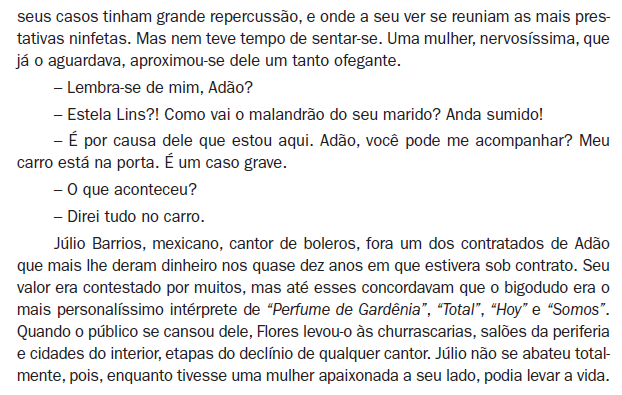 seus casos tinham grande repercussão, e onde a seu ver se reuniam as mais pres-
tativas ninfetas. Mas nem teve tempo de sentar-se. Uma mulher, nervosíssima, que
já o aguardava, aproximou-se dele um tanto ofegante.
– Lembra-se de mim, Adão?
– Estela Lins?! Como vai o malandrão do seu marido? Anda sumido!
– É por causa dele que estou aqui. Adão, você pode me acompanhar? Meu
carro está na porta. É um caso grave.
– O que aconteceu?
– Direi tudo no carro.
Júlio Barrios, mexicano, cantor de boleros, fora um dos contratados de Adão
que mais lhe deram dinheiro nos quase dez anos em que estivera sob contrato. Seu
valor era contestado por muitos, mas até esses concordavam que o bigodudo era o
mais personalíssimo intérprete de “Perfume de Gardênia”, “Total”, “Hoy” e “Somos”.
Quando o público se cansou dele, Flores levou-o às churrascarias, salões da periferia
e cidades do interior, etapas do declínio de qualquer cantor. Júlio não se abateu total-
mente, pois, enquanto tivesse uma mulher apaixonada a seu lado, podia levar a vida.